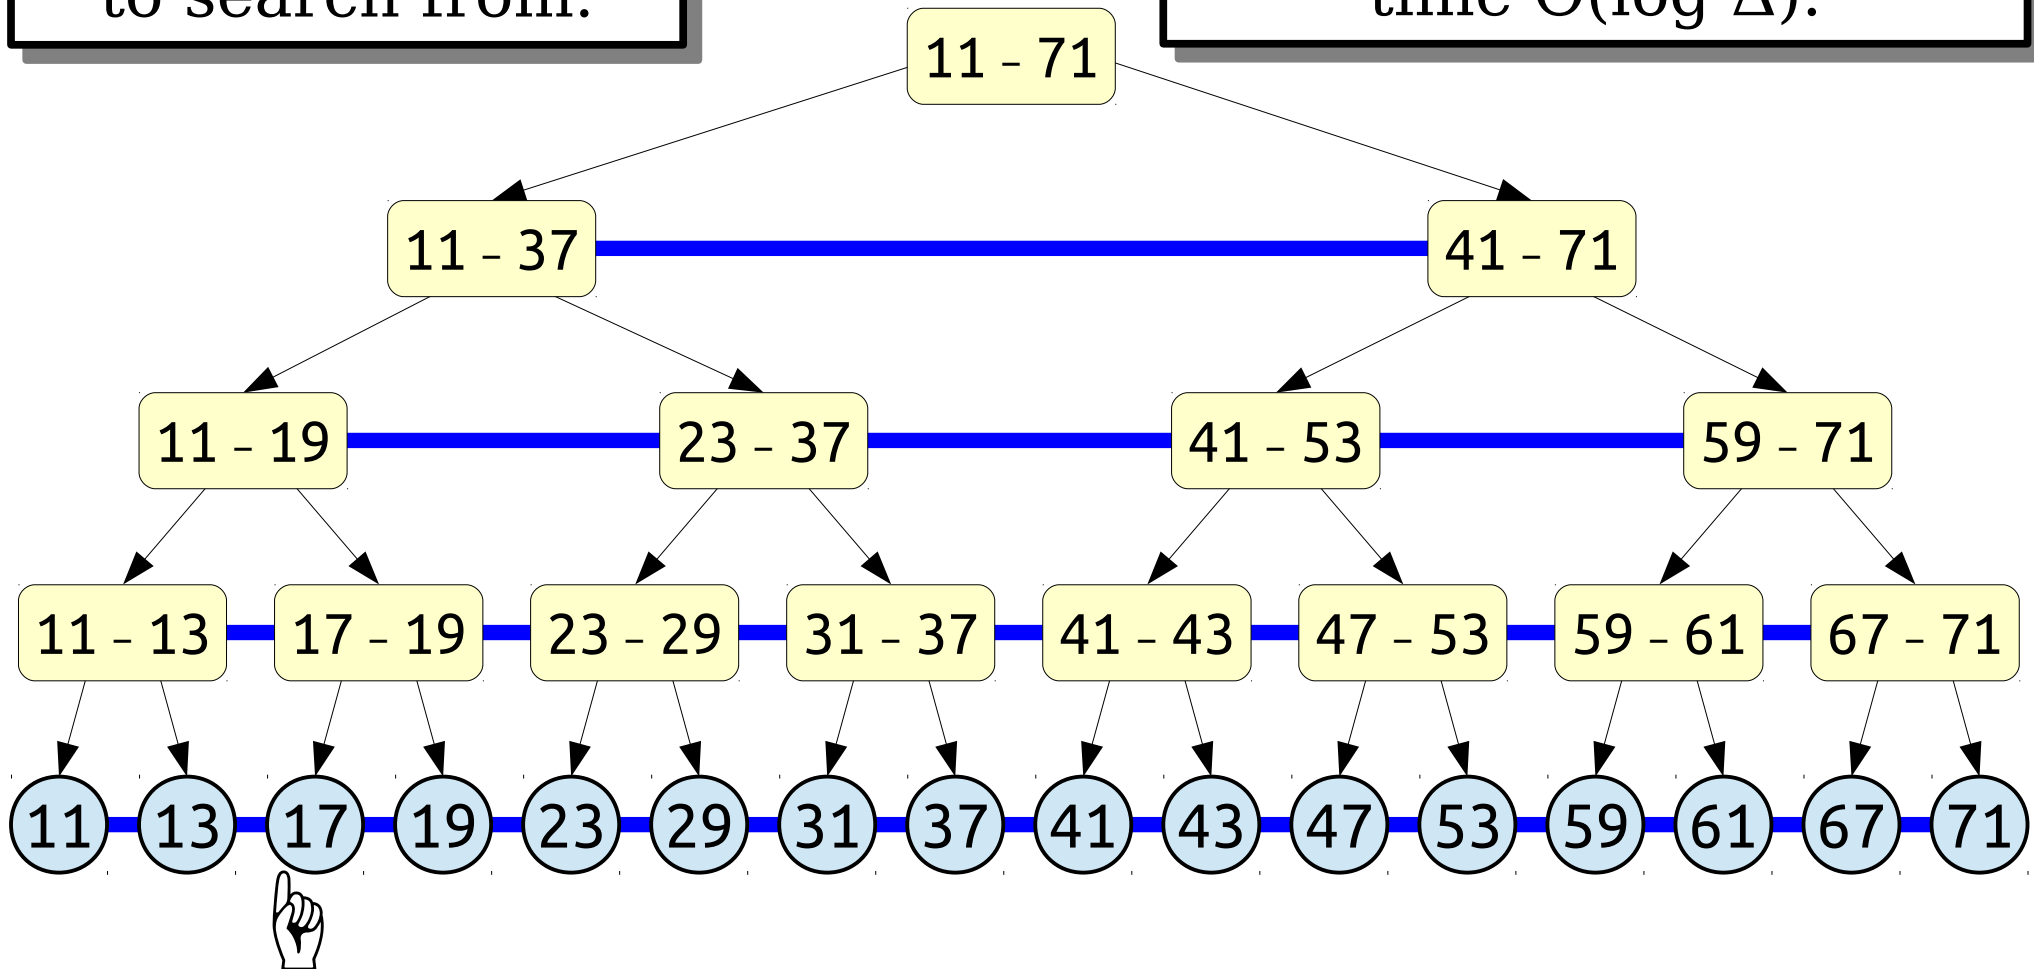 to search from.
time O(log Δ).
11 – 71
11 – 37
41 – 71
11 – 19
23 – 37
41 – 53
59 – 71
11 – 13
17 – 19
23 – 29
31 – 37
41 – 43
47 – 53
59 – 61
67 – 71
11
13
17
19
23
29
31
37
41
43
47
53
59
61
67
71